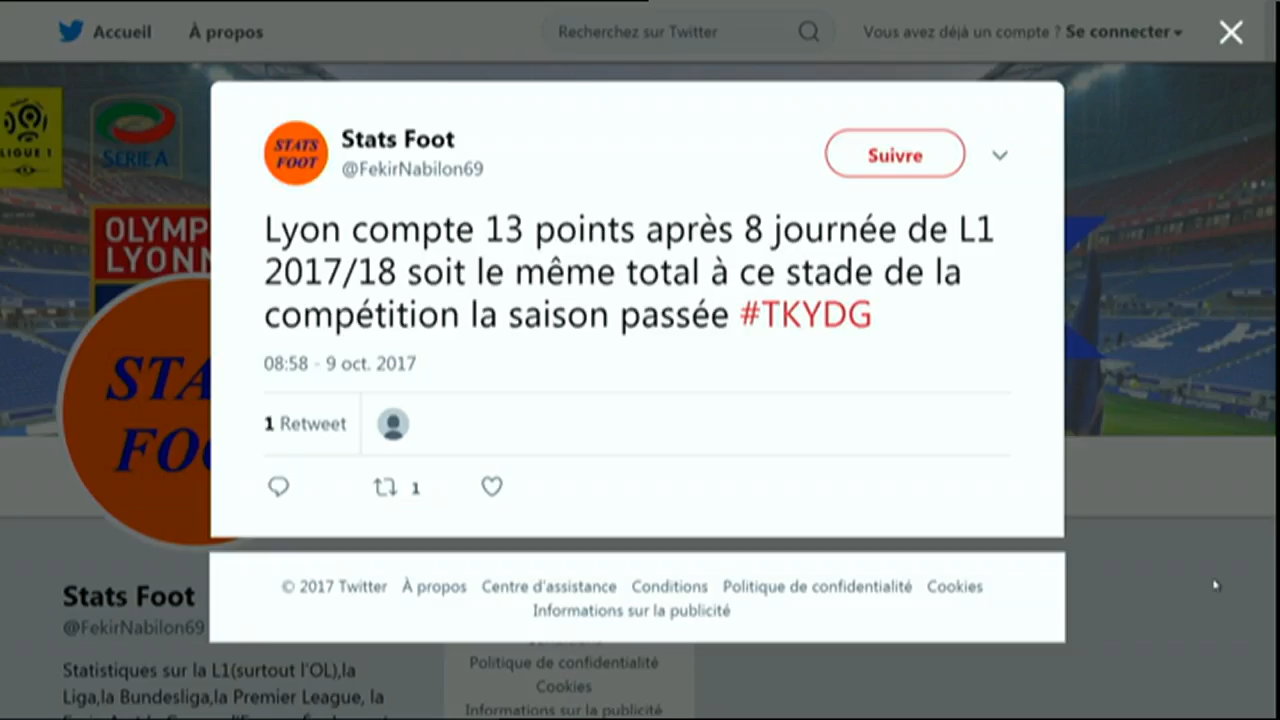 Accueil À propos Recherchez sur Twitter Vous avez déjà un compte ? Se connecter
LIGUE 1
SERIE A
OLYMP
LYONN
STATS
FOOT
Stats Foot
@FekirNabilon69
Suivre
Lyon compte 13 points après 8 journée de L1
2017/18 soit le même total à ce stade de la
compétition la saison passée #TKYDG
08:58 - 9 oct. 2017
1 Retweet
1
STA
FO
© 2017 Twitter À propos Centre d'assistance Conditions Politique de confidentialité Cookies
Informations sur la publicité
Stats Foot
@FekirNabilon69
Statistiques sur la L1(surtout l'OL),la
Liga,la Bundesliga,la Premier League, la
Politique de confidentialité
Cookies
Informations sur la publicité